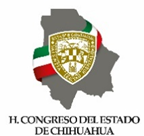 H. CONGRESO DEL ESTADO
DE CHIHUAHUA